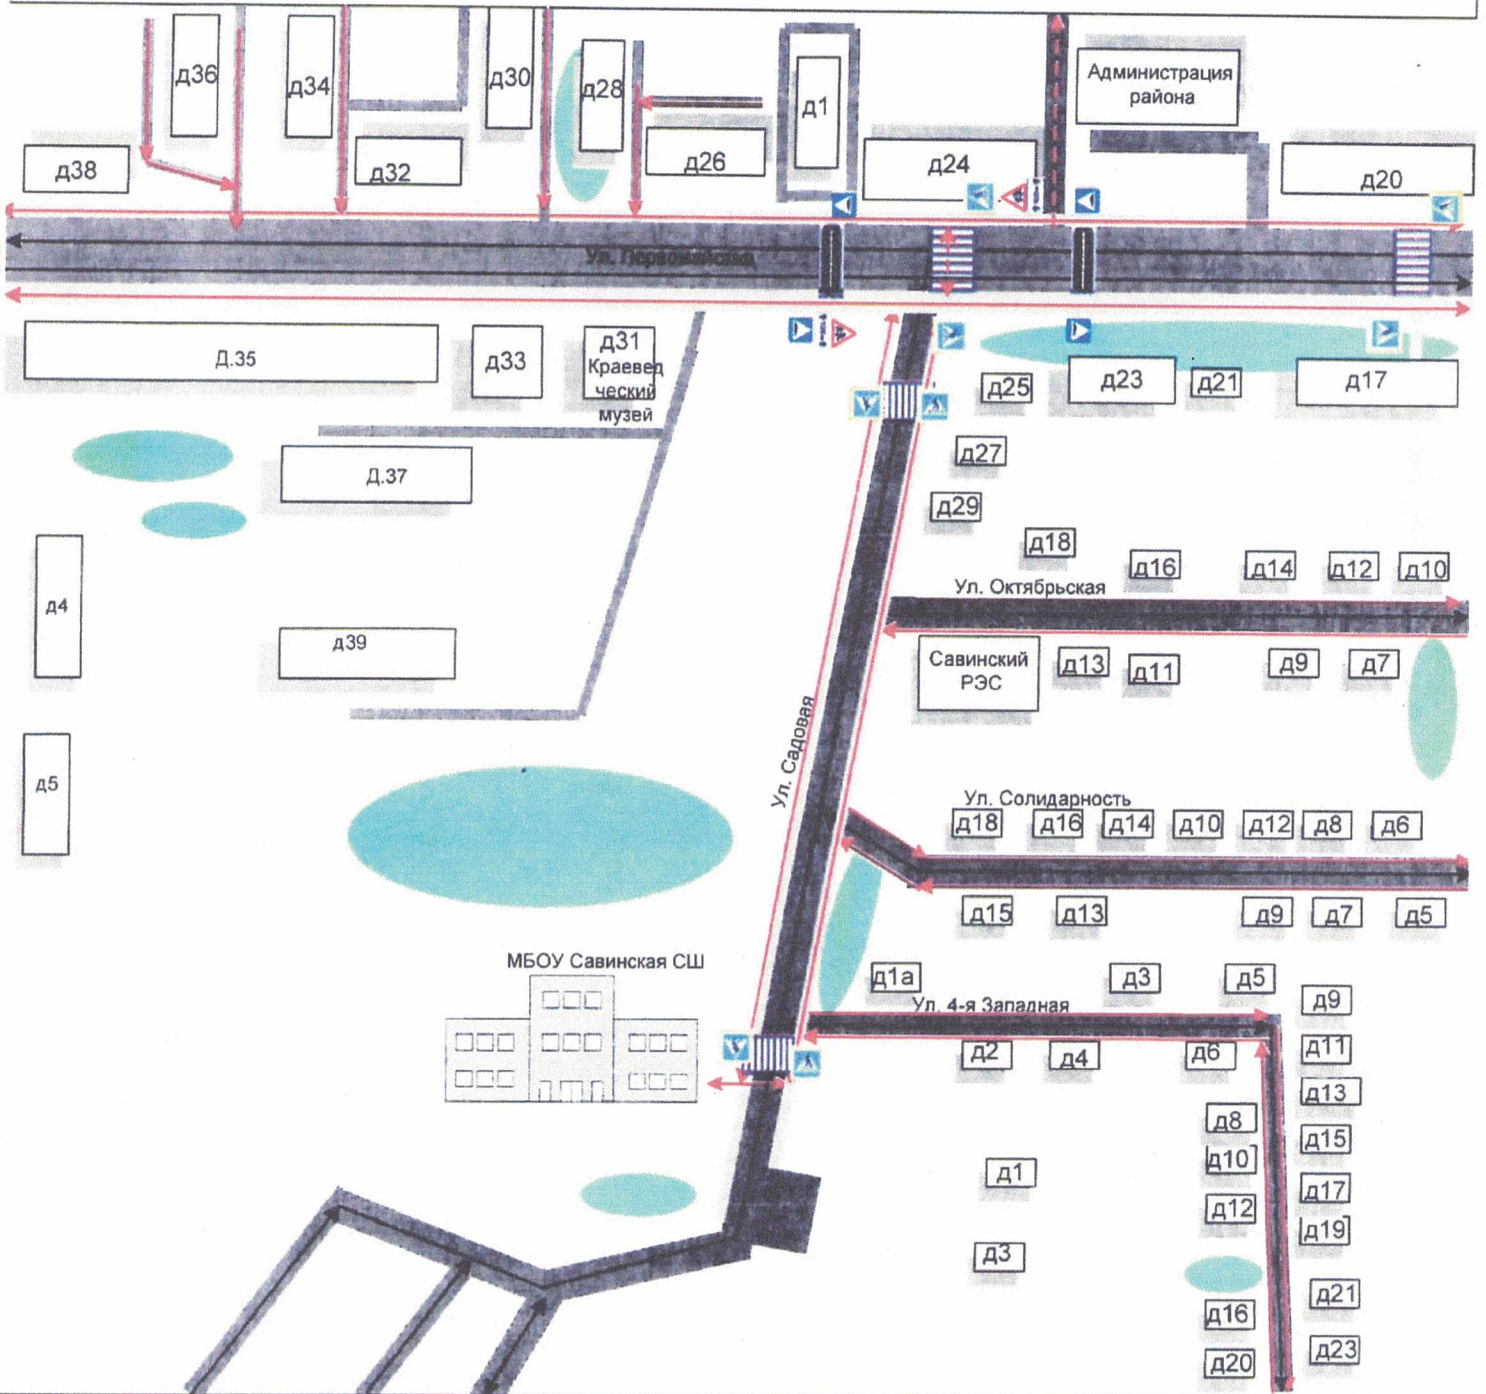 д36
д34
д30
д28
д1
Администрация
района
д38
д32
д26
д24
д20
Ул. Первомайская
Д.35
д33
д31
Краевед
ческий
музей
д25
д23
д21
д17
Д.37
д27
д29
д18
д16
д14
д12
д10
Ул. Октябрьская
д4
д39
Савинский
РЭС
д13
д11
д9
д7
Ул. Садовая
д5
Ул. Солидарность
д18
д16
д14
д10
д12
д8
д6
д15
д13
д9
д7
д5
МБОУ Савинская СШ
д1а
д3
д5
Ул. 4-я Западная
д9
д2
д4
д6
д11
д13
д8
д15
д10
д1
д17
д12
д19
д3
д21
д16
д23
д20